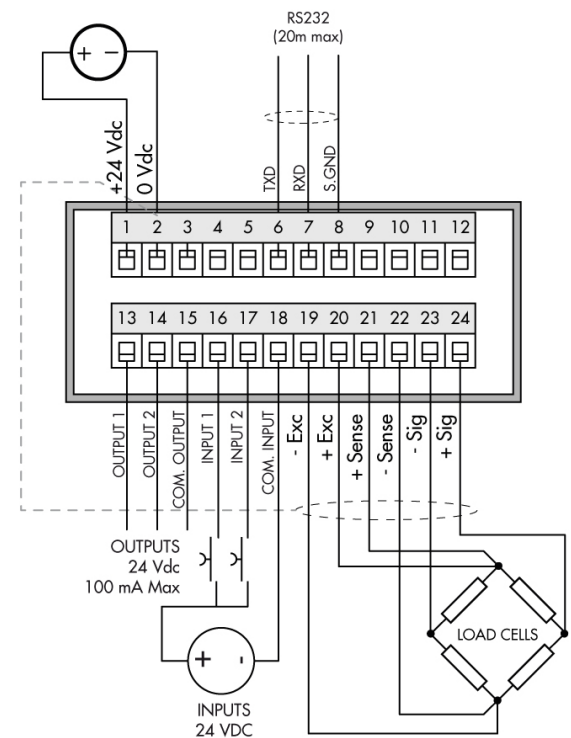 RS232
(20m max)
+ −
+24 Vdc
0 Vdc
TXD
RXD
S.GND
1 2 3 4 5 6 7 8 9 10 11 12
13 14 15 16 17 18 19 20 21 22 23 24
OUTPUT 1
OUTPUT 2
COM. OUTPUT
INPUT 1
INPUT 2
COM. INPUT
- Exc
+ Exc
+ Sense
- Sense
- Sig
+ Sig
OUTPUTS
24 Vdc
100 mA Max
LOAD CELLS
+ -
INPUTS
24 VDC